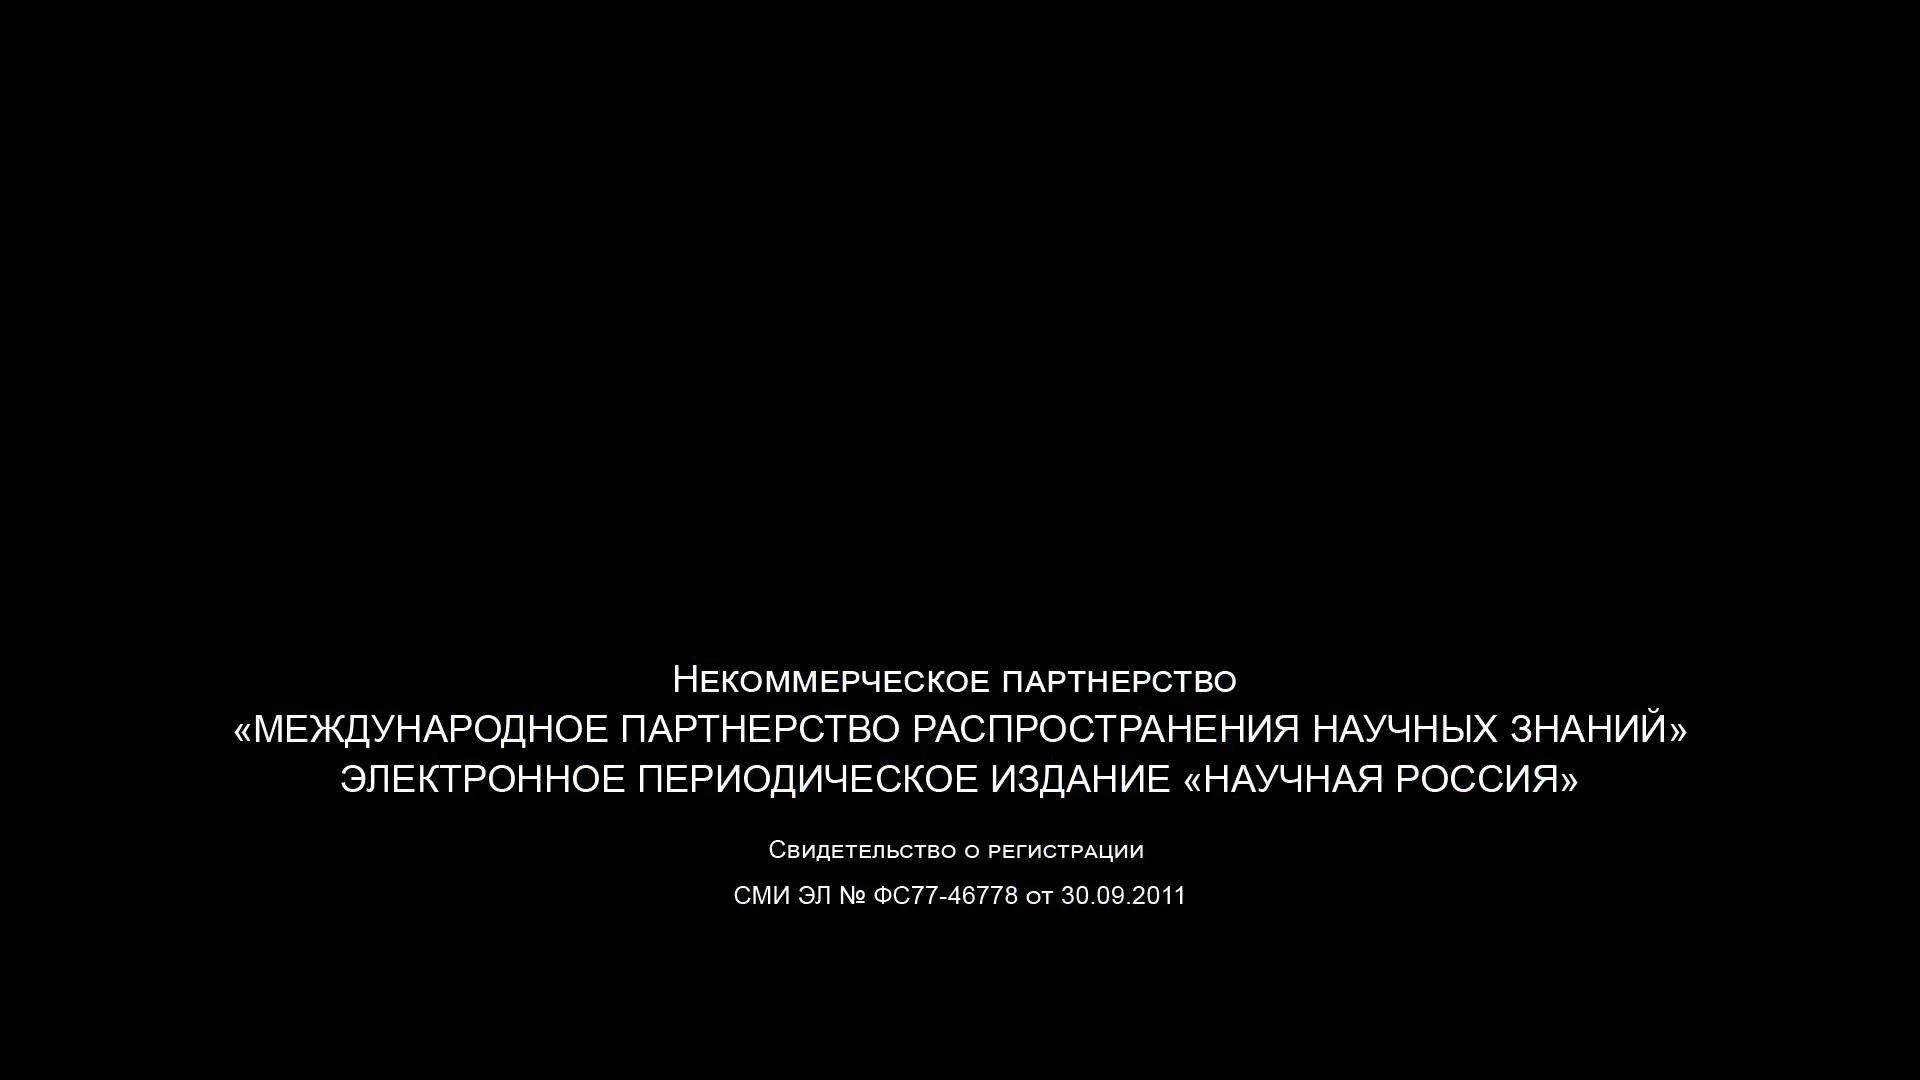 Некоммерческое партнерство
«МЕЖДУНАРОДНОЕ ПАРТНЕРСТВО РАСПРОСТРАНЕНИЯ НАУЧНЫХ ЗНАНИЙ»
ЭЛЕКТРОННОЕ ПЕРИОДИЧЕСКОЕ ИЗДАНИЕ «НАУЧНАЯ РОССИЯ»
Свидетельство о регистрации
СМИ ЭЛ № ФС77-46778 от 30.09.2011